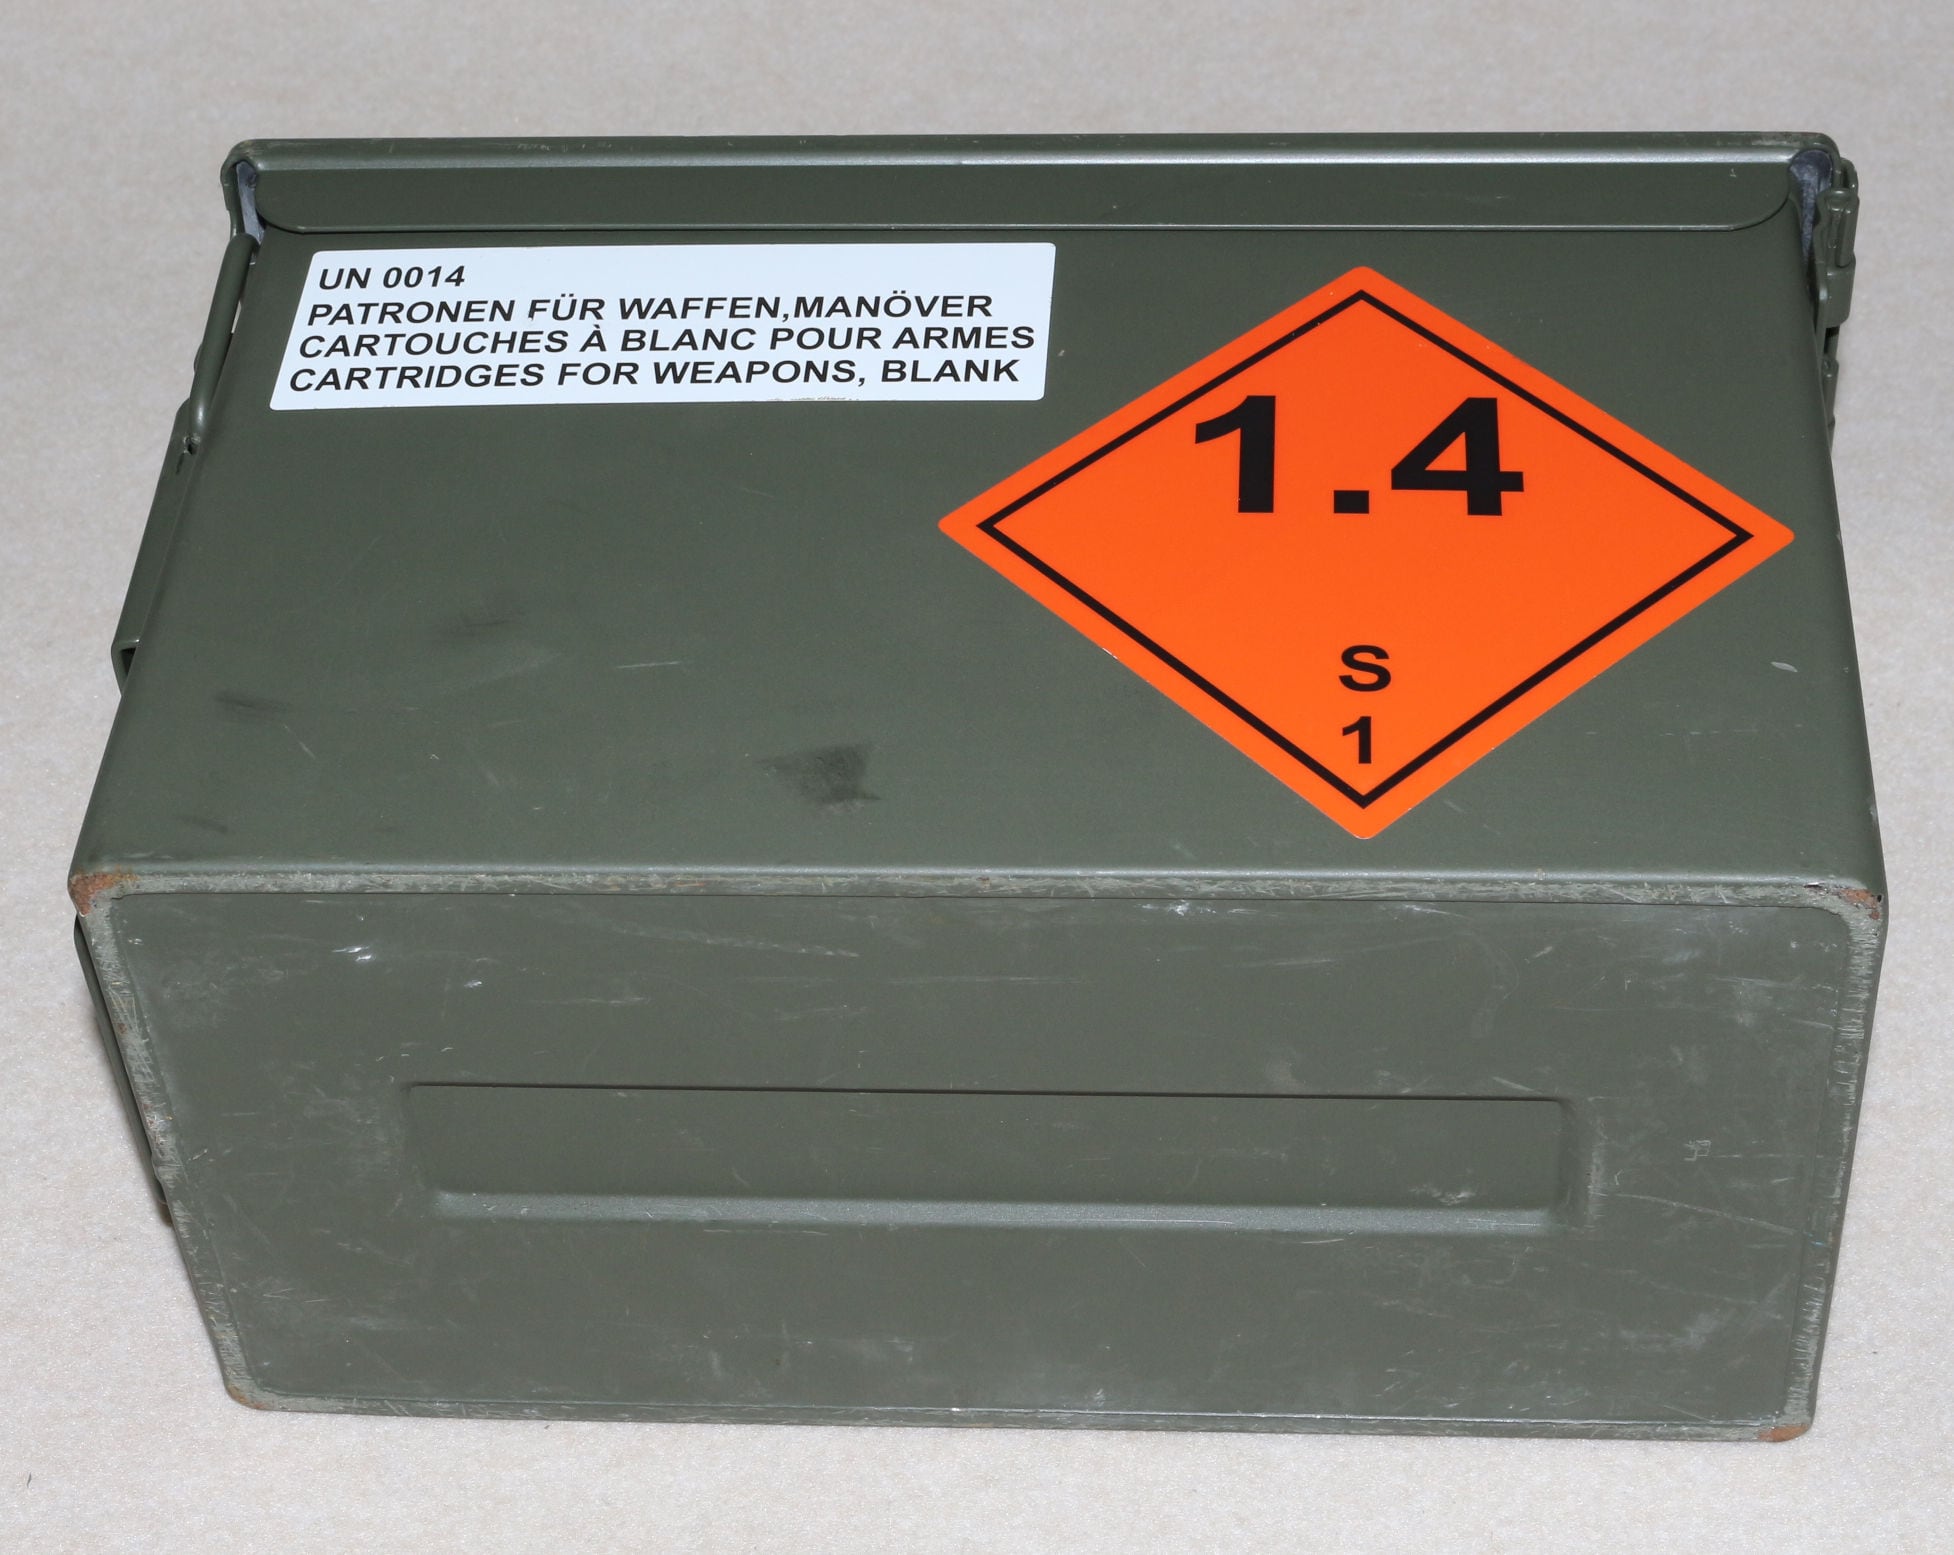 UN 0014
PATRONEN FÜR WAFFEN,MANÖVER
CARTOUCHES À BLANC POUR ARMES
CARTRIDGES FOR WEAPONS, BLANK
1.4
S
1